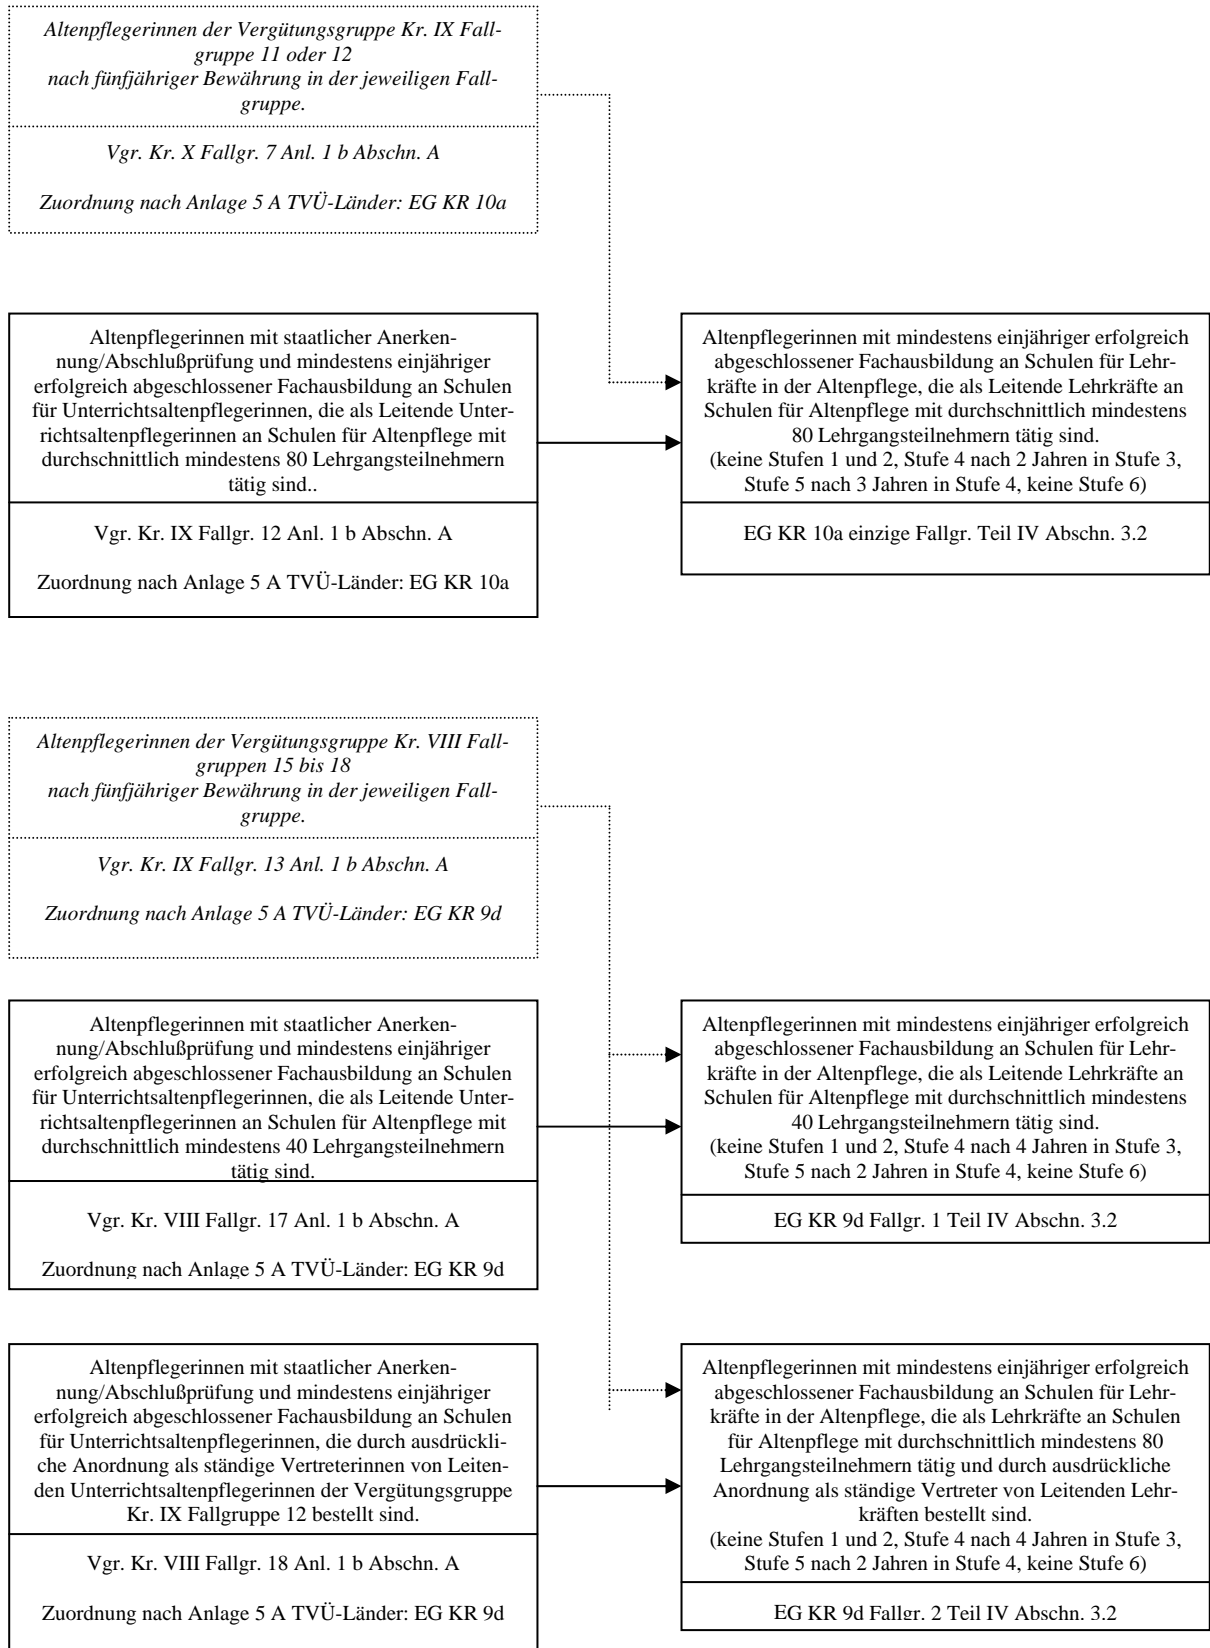 Altenpflegerinnen der Vergütungsgruppe Kr. IX Fall-
gruppe 11 oder 12
nach fünfjähriger Bewährung in der jeweiligen Fall-
gruppe.
Vgr. Kr. X Fallgr. 7 Anl. 1 b Abschn. A
Zuordnung nach Anlage 5 A TVÜ-Länder: EG KR 10a
Altenpflegerinnen mit staatlicher Anerken-
nung/Abschlußprüfung und mindestens einjähriger
erfolgreich abgeschlossener Fachausbildung an Schulen
für Unterrichtsaltenpflegerinnen, die als Leitende Unter-
richtsaltenpflegerinnen an Schulen für Altenpflege mit
durchschnittlich mindestens 80 Lehrgangsteilnehmern
tätig sind..
Vgr. Kr. IX Fallgr. 12 Anl. 1 b Abschn. A
Zuordnung nach Anlage 5 A TVÜ-Länder: EG KR 10a
Altenpflegerinnen mit mindestens einjähriger erfolgreich
abgeschlossener Fachausbildung an Schulen für Lehr-
kräfte in der Altenpflege, die als Leitende Lehrkräfte an
Schulen für Altenpflege mit durchschnittlich mindestens
80 Lehrgangsteilnehmern tätig sind.
(keine Stufen 1 und 2, Stufe 4 nach 2 Jahren in Stufe 3,
Stufe 5 nach 3 Jahren in Stufe 4, keine Stufe 6)
EG KR 10a einzige Fallgr. Teil IV Abschn. 3.2
Altenpflegerinnen der Vergütungsgruppe Kr. VIII Fall-
gruppen 15 bis 18
nach fünfjähriger Bewährung in der jeweiligen Fall-
gruppe.
Vgr. Kr. IX Fallgr. 13 Anl. 1 b Abschn. A
Zuordnung nach Anlage 5 A TVÜ-Länder: EG KR 9d
Altenpflegerinnen mit staatlicher Anerken-
nung/Abschlußprüfung und mindestens einjähriger
erfolgreich abgeschlossener Fachausbildung an Schulen
für Unterrichtsaltenpflegerinnen, die als Leitende Unter-
richtsaltenpflegerinnen an Schulen für Altenpflege mit
durchschnittlich mindestens 40 Lehrgangsteilnehmern
tätig sind.
Vgr. Kr. VIII Fallgr. 17 Anl. 1 b Abschn. A
Zuordnung nach Anlage 5 A TVÜ-Länder: EG KR 9d
Altenpflegerinnen mit mindestens einjähriger erfolgreich
abgeschlossener Fachausbildung an Schulen für Lehr-
kräfte in der Altenpflege, die als Leitende Lehrkräfte an
Schulen für Altenpflege mit durchschnittlich mindestens
40 Lehrgangsteilnehmern tätig sind.
(keine Stufen 1 und 2, Stufe 4 nach 4 Jahren in Stufe 3,
Stufe 5 nach 2 Jahren in Stufe 4, keine Stufe 6)
EG KR 9d Fallgr. 1 Teil IV Abschn. 3.2
Altenpflegerinnen mit staatlicher Anerken-
nung/Abschlußprüfung und mindestens einjähriger
erfolgreich abgeschlossener Fachausbildung an Schulen
für Unterrichtsaltenpflegerinnen, die durch ausdrückli-
che Anordnung als ständige Vertreterinnen von Leiten-
den Unterrichtsaltenpflegerinnen der Vergütungsgruppe
Kr. IX Fallgruppe 12 bestellt sind.
Vgr. Kr. VIII Fallgr. 18 Anl. 1 b Abschn. A
Zuordnung nach Anlage 5 A TVÜ-Länder: EG KR 9d
Altenpflegerinnen mit mindestens einjähriger erfolgreich
abgeschlossener Fachausbildung an Schulen für Lehr-
kräfte in der Altenpflege, die als Lehrkräfte an Schulen
für Altenpflege mit durchschnittlich mindestens 80
Lehrgangsteilnehmern tätig und durch ausdrückliche
Anordnung als ständige Vertreter von Leitenden Lehr-
kräften bestellt sind.
(keine Stufen 1 und 2, Stufe 4 nach 4 Jahren in Stufe 3,
Stufe 5 nach 2 Jahren in Stufe 4, keine Stufe 6)
EG KR 9d Fallgr. 2 Teil IV Abschn. 3.2